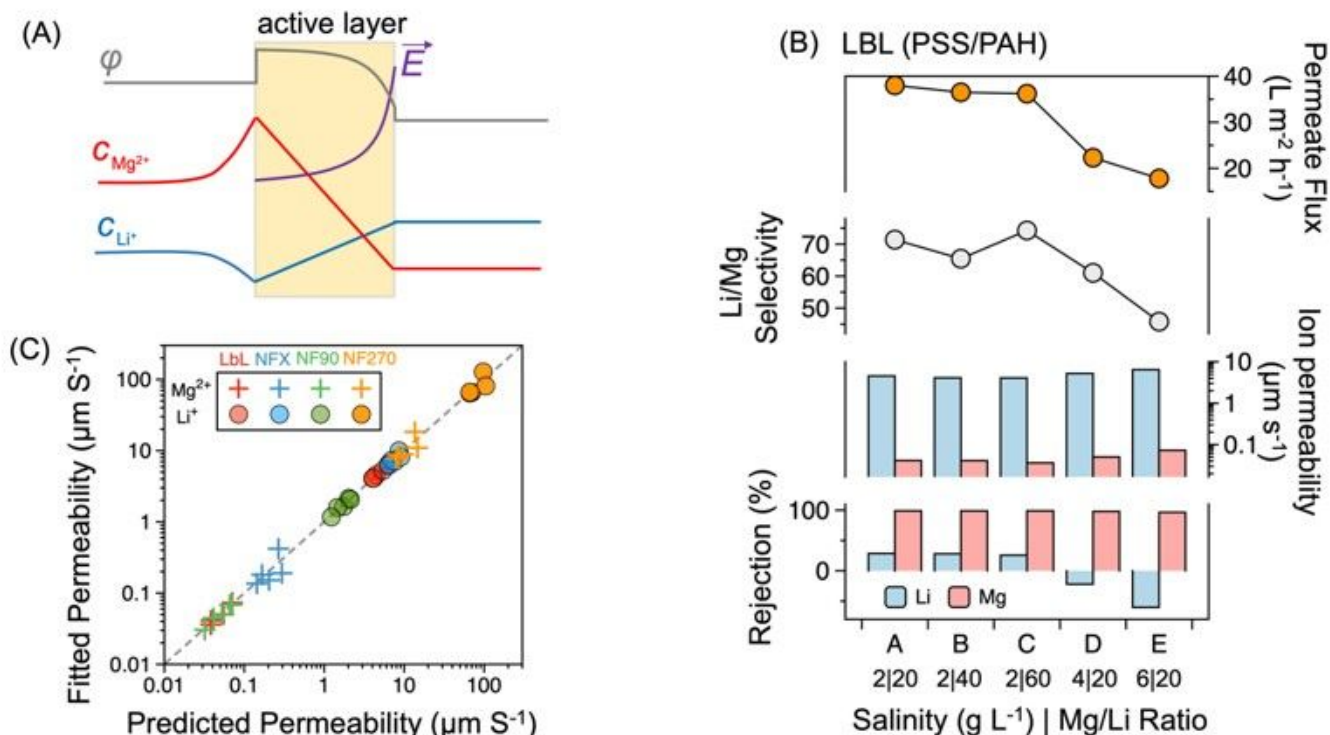 (A)
active layer
φ
E
C Mg²⁺
C Li⁺
(B) LBL (PSS/PAH)
Permeate Flux
(L m⁻² h⁻¹)
40
30
20
Li/Mg
Selectivity
70
60
50
Ion permeability
(μm s⁻¹)
10
1
0.1
Rejection (%)
100
0
Li Mg
A B C D E
2|20 2|40 2|60 4|20 6|20
Salinity (g L⁻¹) | Mg/Li Ratio
(C)
Fitted Permeability (μm S⁻¹)
LbL NFX NF90 NF270
Mg²⁺
Li⁺
100
10
1
0.1
0.01
0.01 0.1 1 10 100
Predicted Permeability (μm S⁻¹)